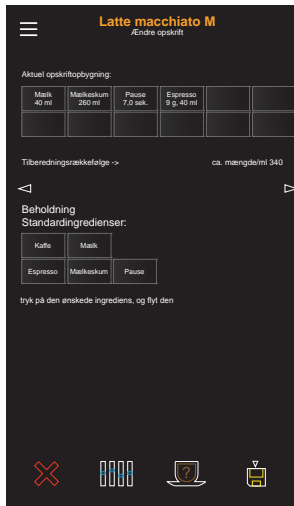 Latte macchiato M
Ændre opskrift
Aktuel opskriftopbygning:
Mælk Mælkeskum Pause Espresso
40 ml 260 ml 7,0 sek. 9 g, 40 ml
Tilberedningsrækkefølge -> ca. mængde/ml 340
Beholdning
Standardingredienser:
Kaffe Mælk
Espresso Mælkeskum Pause
tryk på den ønskede ingrediens, og flyt den
?